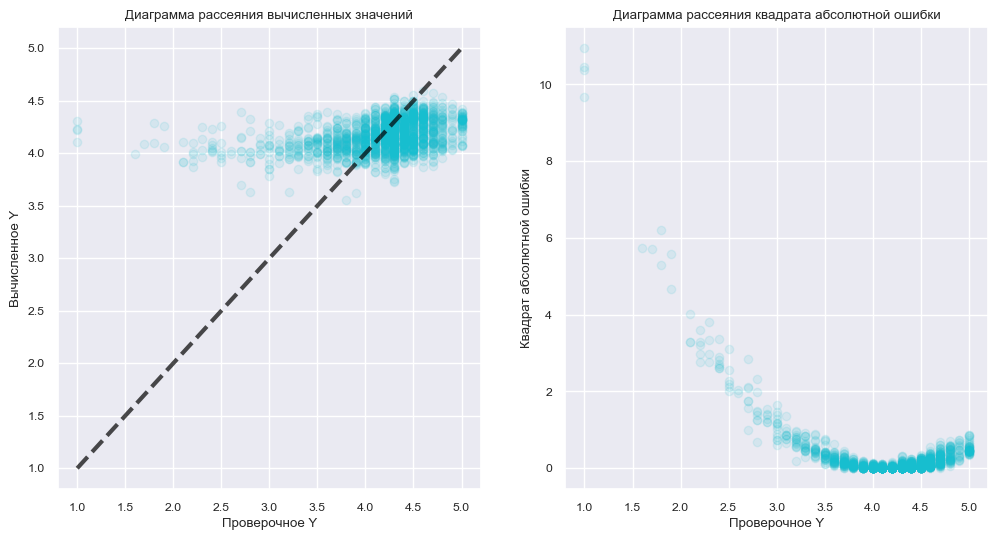 Диаграмма рассеяния вычисленных значений
5.0
4.5
4.0
3.5
3.0
2.5
2.0
1.5
1.0
Вычисленное Y
1.0 1.5 2.0 2.5 3.0 3.5 4.0 4.5 5.0
Проверочное Y
Диаграмма рассеяния квадрата абсолютной ошибки
10
8
6
4
2
0
Квадрат абсолютной ошибки
1.0 1.5 2.0 2.5 3.0 3.5 4.0 4.5 5.0
Проверочное Y